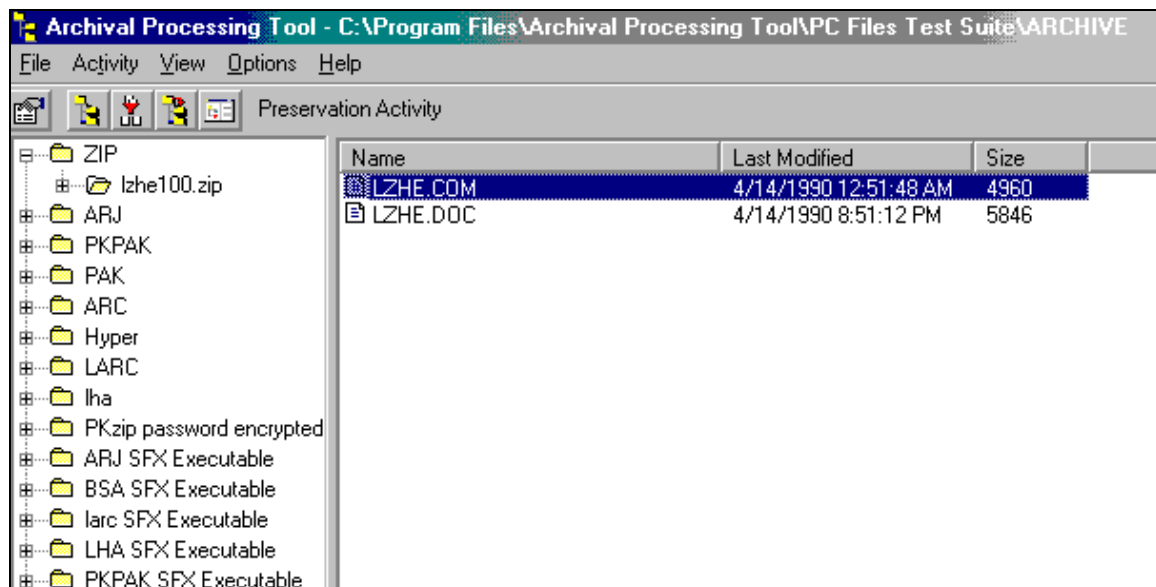 Archival Processing Tool - C:\Program Files\Archival Processing Tool\PC Files Test Suite\ARCHIVE
File Activity View Options Help
Preservation Activity
ZIP
lzhe100.zip
ARJ
PKPAK
PAK
ARC
Hyper
LARC
lha
PKzip password encrypted
ARJ SFX Executable
BSA SFX Executable
larc SFX Executable
LHA SFX Executable
PKPAK SFX Executable
Name Last Modified Size
LZHE.COM 4/14/1990 12:51:48 AM 4960
LZHE.DOC 4/14/1990 8:51:12 PM 5846